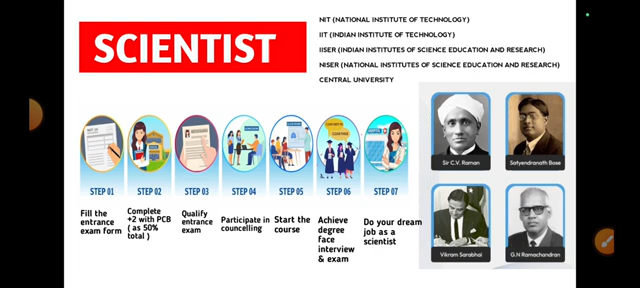 SCIENTIST
NIT (NATIONAL INSTITUTE OF TECHNOLOGY)
IIT (INDIAN INSTITUTE OF TECHNOLOGY)
IISER (INDIAN INSTITUTES OF SCIENCE EDUCATION AND RESEARCH)
NISER (NATIONAL INSTITUTES OF SCIENCE EDUCATION AND RESEARCH)
CENTRAL UNIVERSITY
STEP 01
Fill the
entrance
exam form
STEP 02
Complete
+2 with PCB
( as 50%
total )
STEP 03
Qualify
entrance
exam
STEP 04
Participate in
councelling
STEP 05
Start the
course
STEP 06
Achieve
degree
face
interview
& exam
STEP 07
Do your dream
job as a
scientist
Sir C.V. Raman
Satyendranath Bose
Vikram Sarabhai
G.N Ramachandran